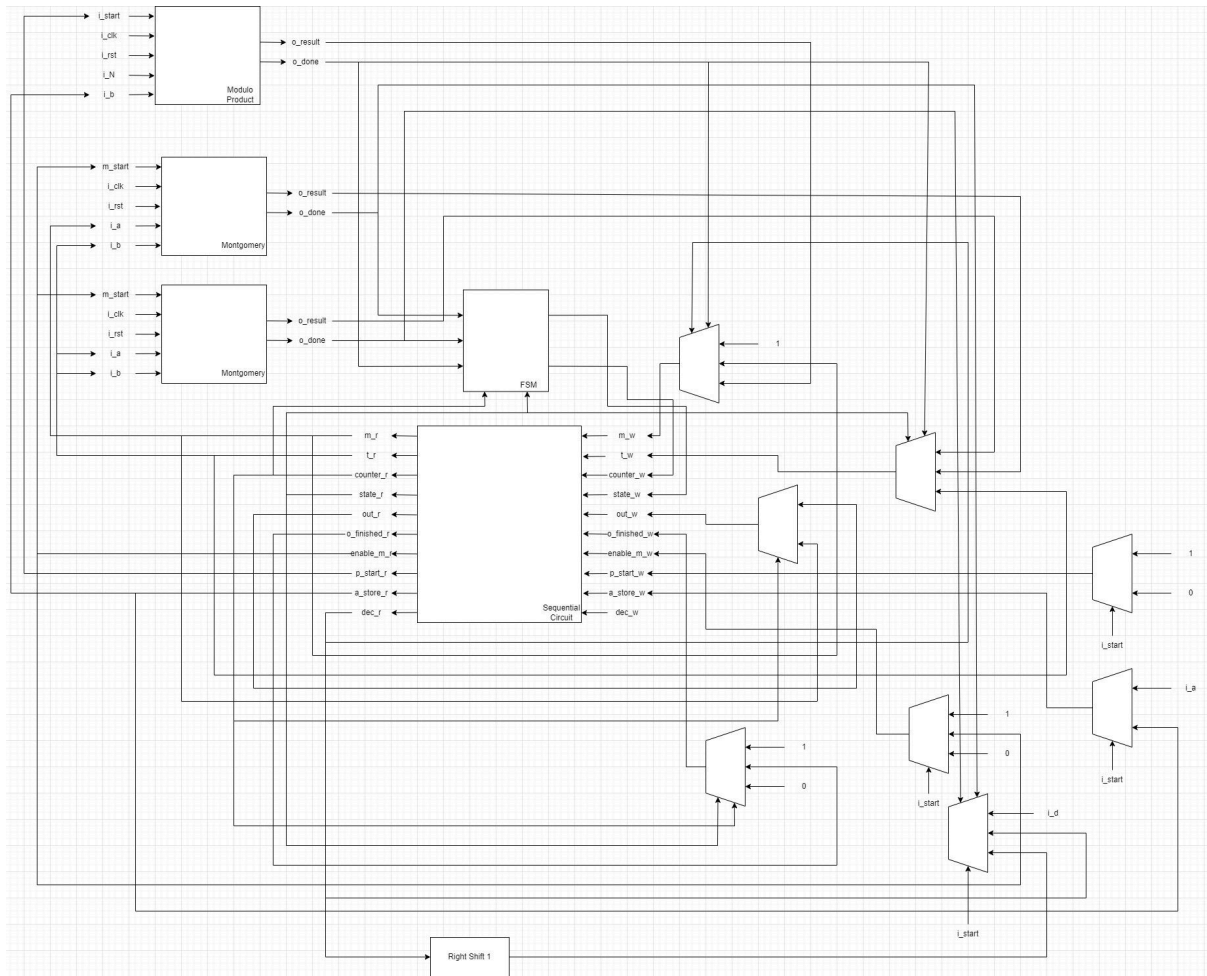 i_start
i_clk
i_rst
i_N
i_b
Modulo
Product
o_result
o_done
m_start
i_clk
i_rst
i_a
i_b
Montgomery
o_result
o_done
m_start
i_clk
i_rst
i_a
i_b
Montgomery
o_result
o_done
FSM
1
m_r
t_r
counter_r
state_r
out_r
o_finished_r
enable_m_r
p_start_r
a_store_r
dec_r
Sequential
Circuit
m_w
t_w
counter_w
state_w
out_w
o_finished_w
enable_m_w
p_start_w
a_store_w
dec_w
1
0
i_start
i_a
i_start
1
0
i_start
1
0
i_d
i_start
Right Shift 1